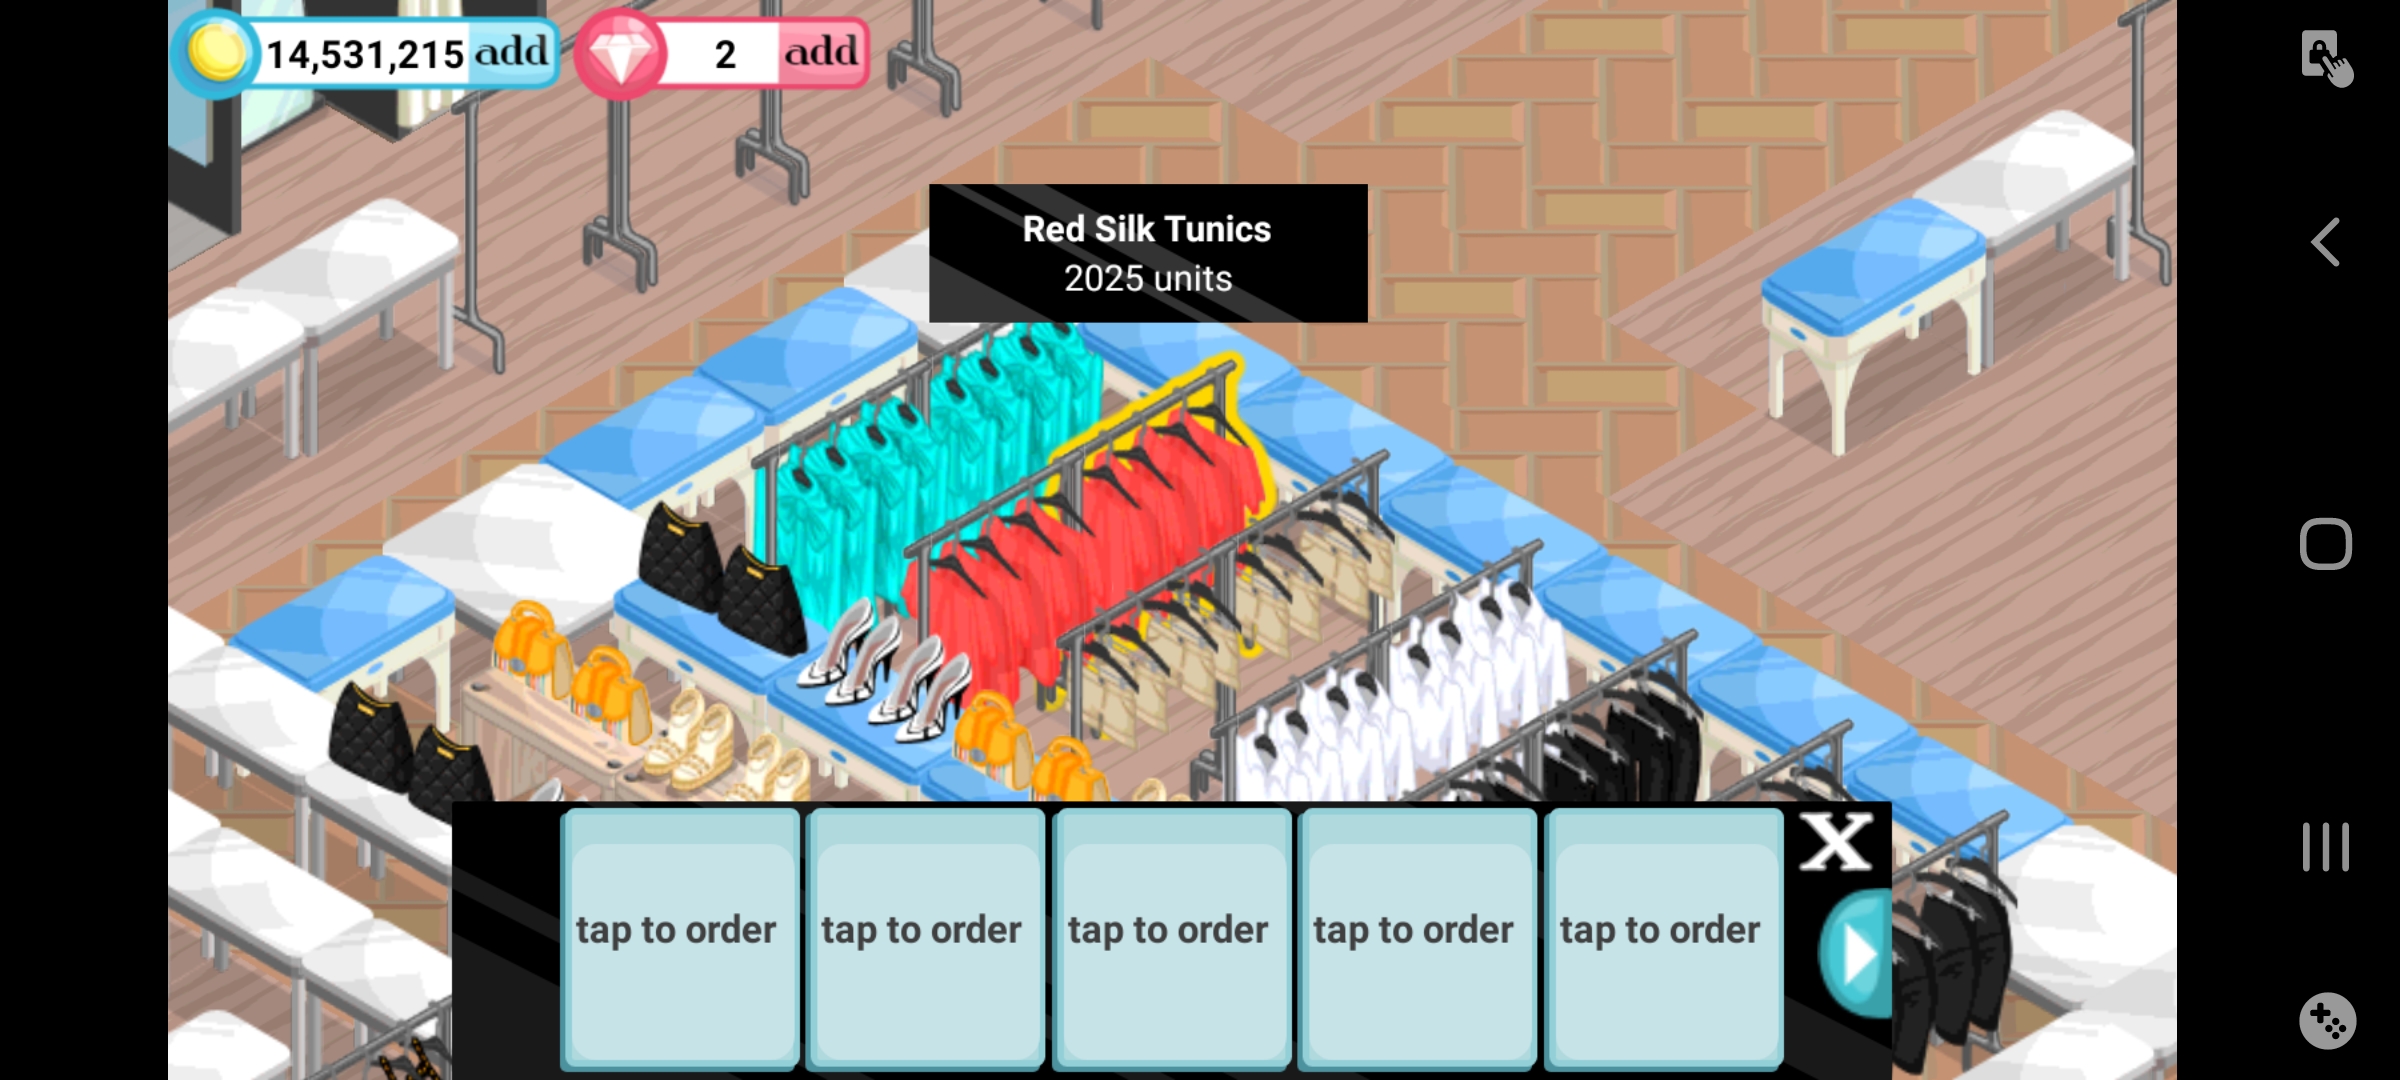 14,531,215 add 2 add
Red Silk Tunics
2025 units
X
tap to order tap to order tap to order tap to order tap to order